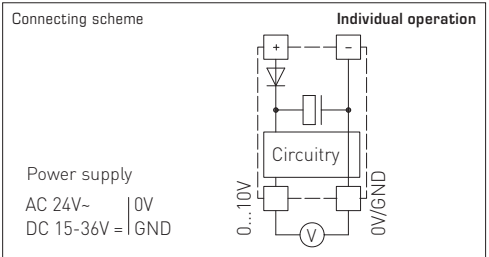 Connecting scheme
Individual operation
+ −
Circuitry
Power supply
AC 24V~ | 0V
DC 15-36V = | GND
0...10V
0V/GND
V